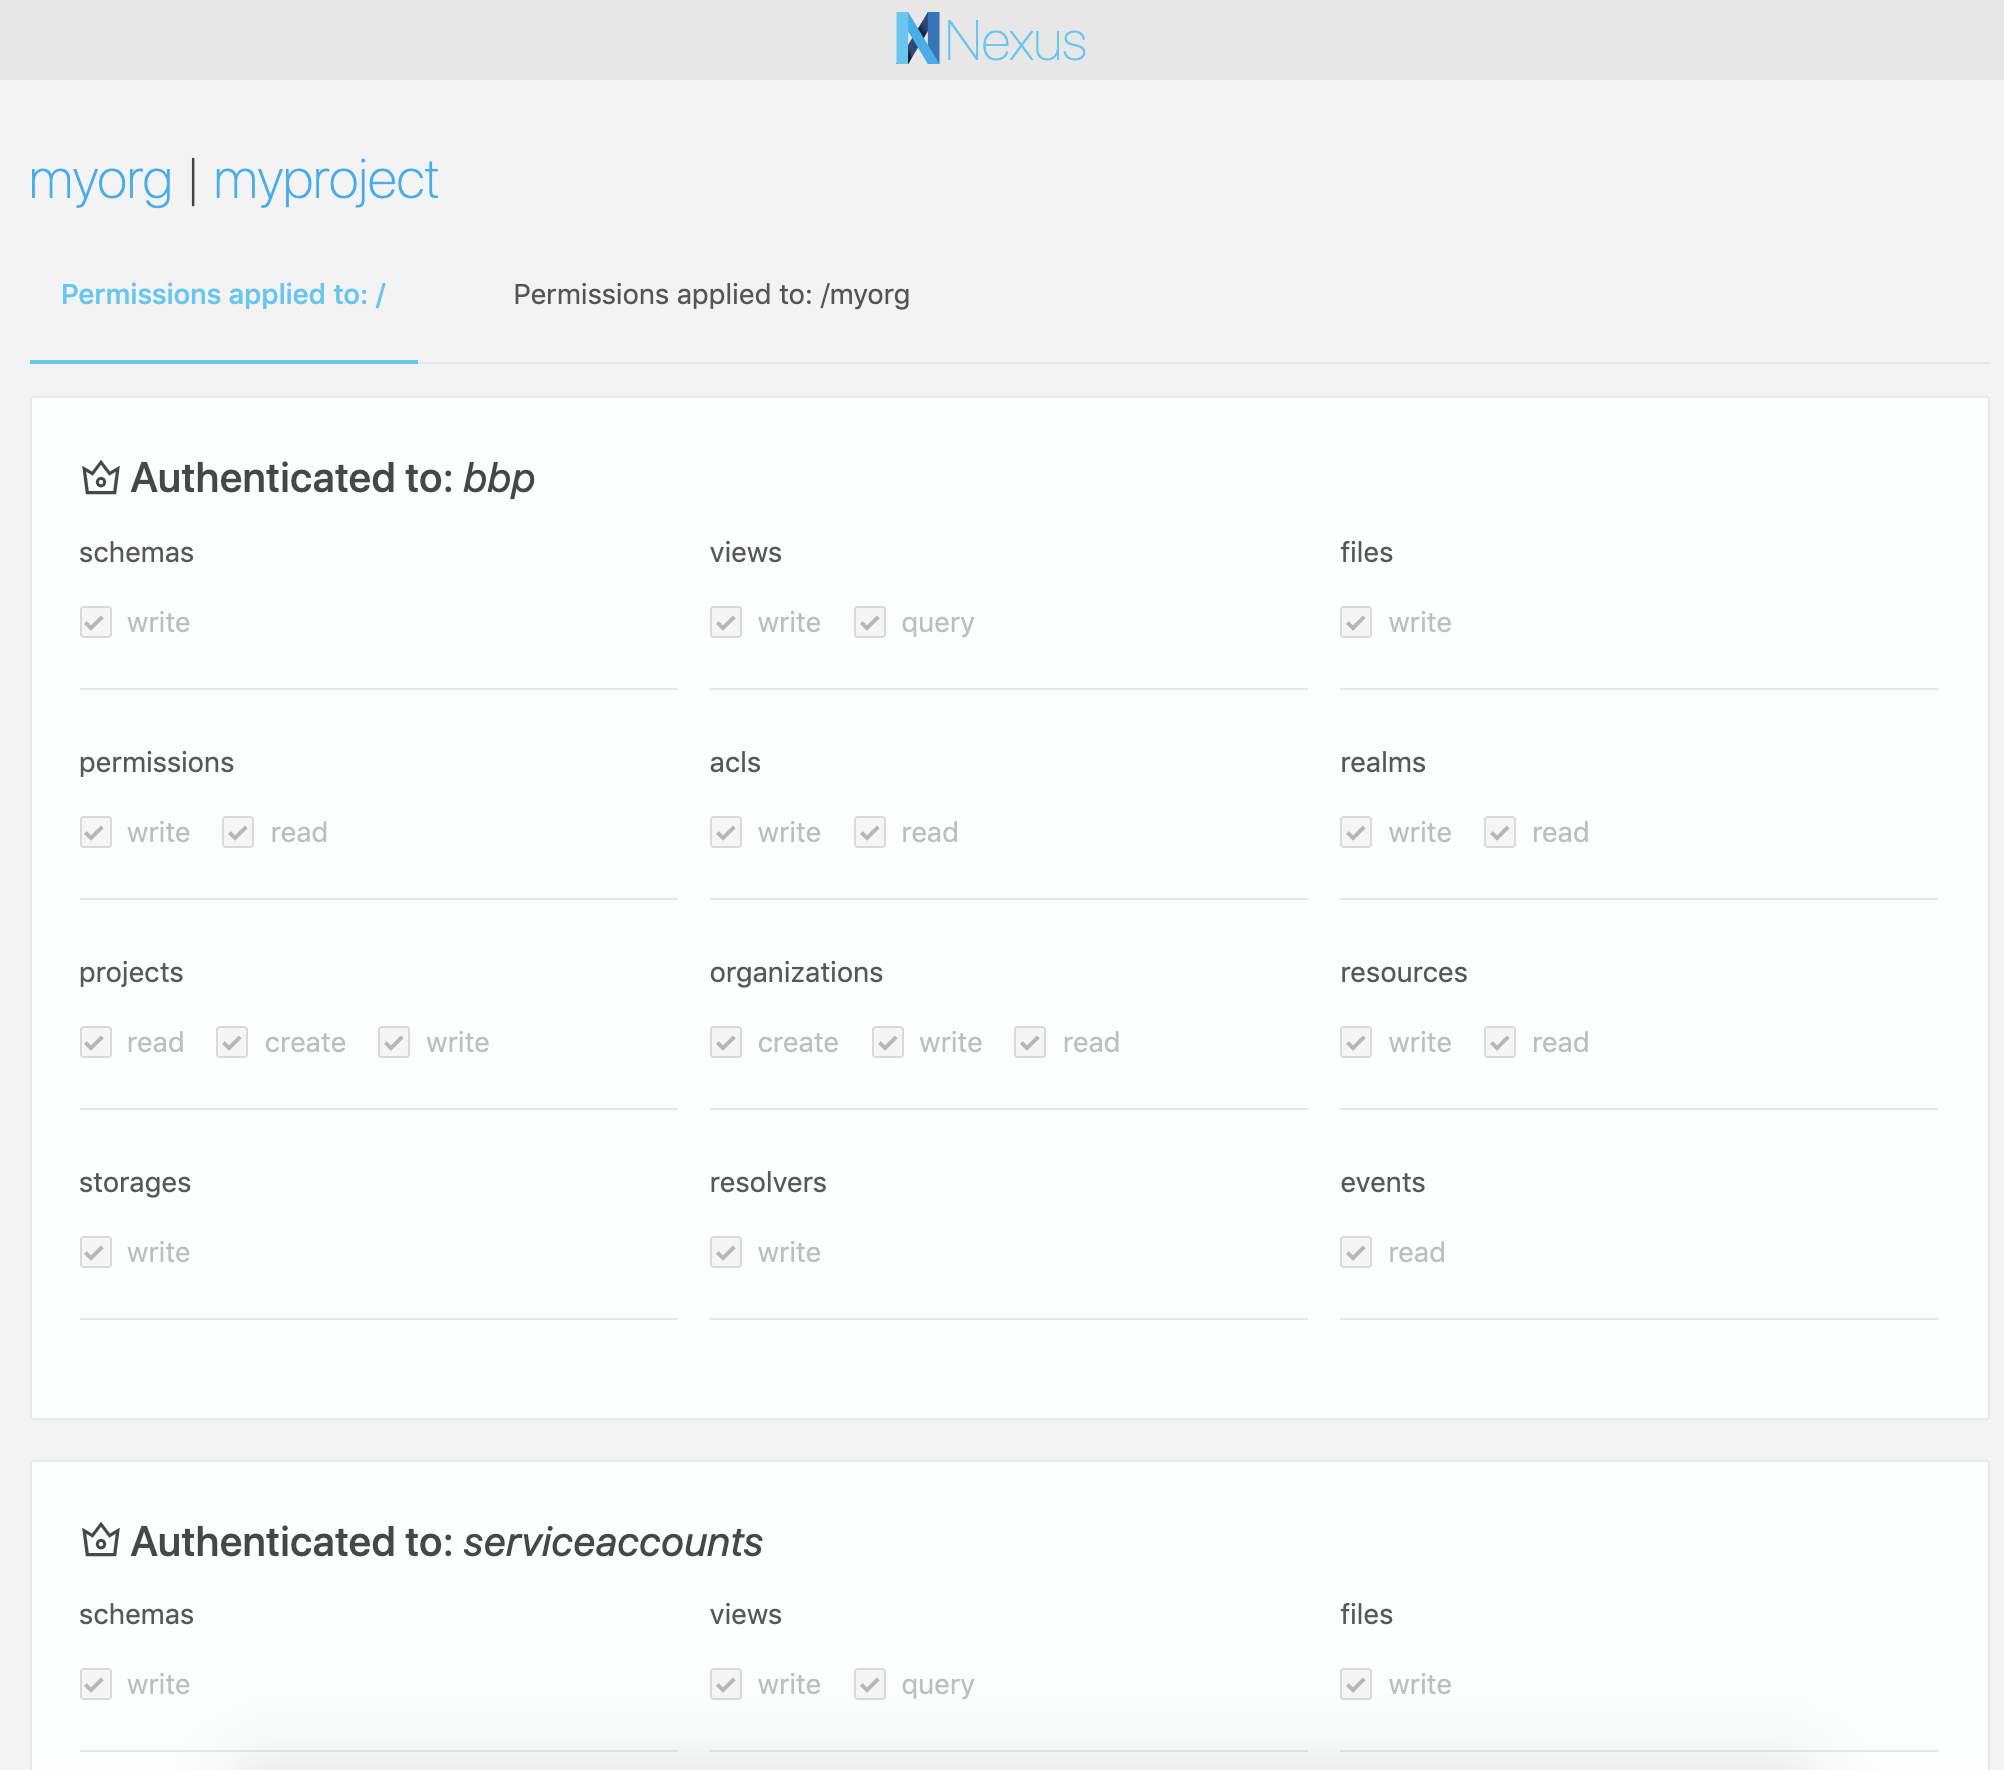 Nexus
myorg | myproject
Permissions applied to: / Permissions applied to: /myorg
Authenticated to: bbp
schemas views files
write write query write
permissions acls realms
write read write read write read
projects organizations resources
read create write create write read write read
storages resolvers events
write write read
Authenticated to: serviceaccounts
schemas views files
write write query write